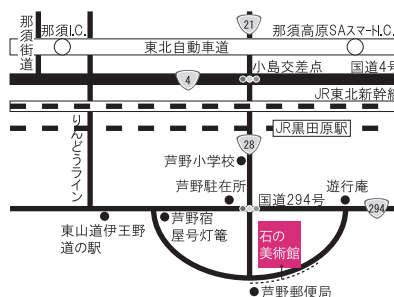 那須街道
那須I.C.
21
那須高原SAスマートI.C.
東北自動車道
4
小島交差点
国道4号
JR東北新幹線
JR黒田原駅
りんどうライン
28
芦野小学校
芦野駐在所
国道294号
遊行庵
294
東山道伊王野
道の駅
芦野宿
屋号灯篭
石の
美術館
芦野郵便局